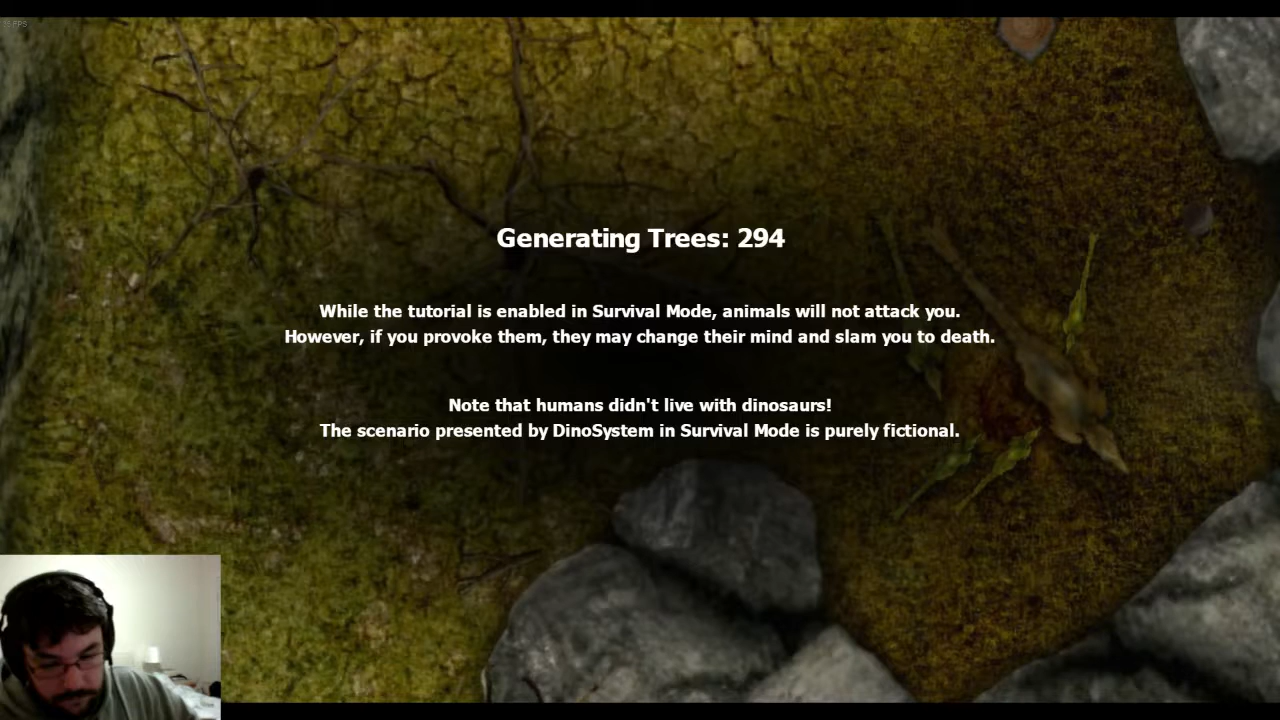 56 FPS
Generating Trees: 294
While the tutorial is enabled in Survival Mode, animals will not attack you.
However, if you provoke them, they may change their mind and slam you to death.
Note that humans didn't live with dinosaurs!
The scenario presented by DinoSystem in Survival Mode is purely fictional.